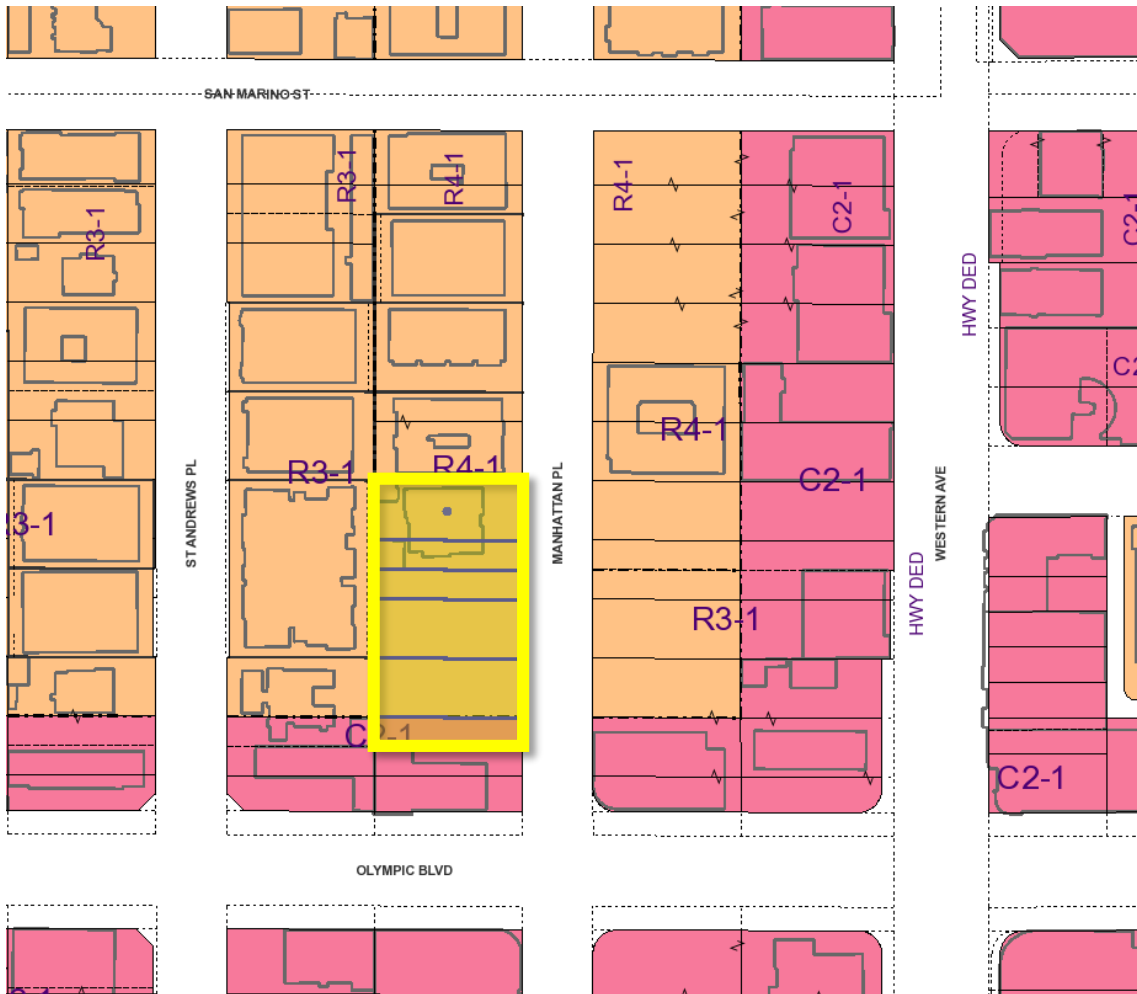 SAN MARINO ST
R3-1
R4-1
R4-1
C2-1
R3-1
HWY DED
R4-1
R3-1
R4-1
C2-1
ST ANDREWS PL
MANHATTAN PL
WESTERN AVE
HWY DED
R3-1
C2-1
C2-1
OLYMPIC BLVD